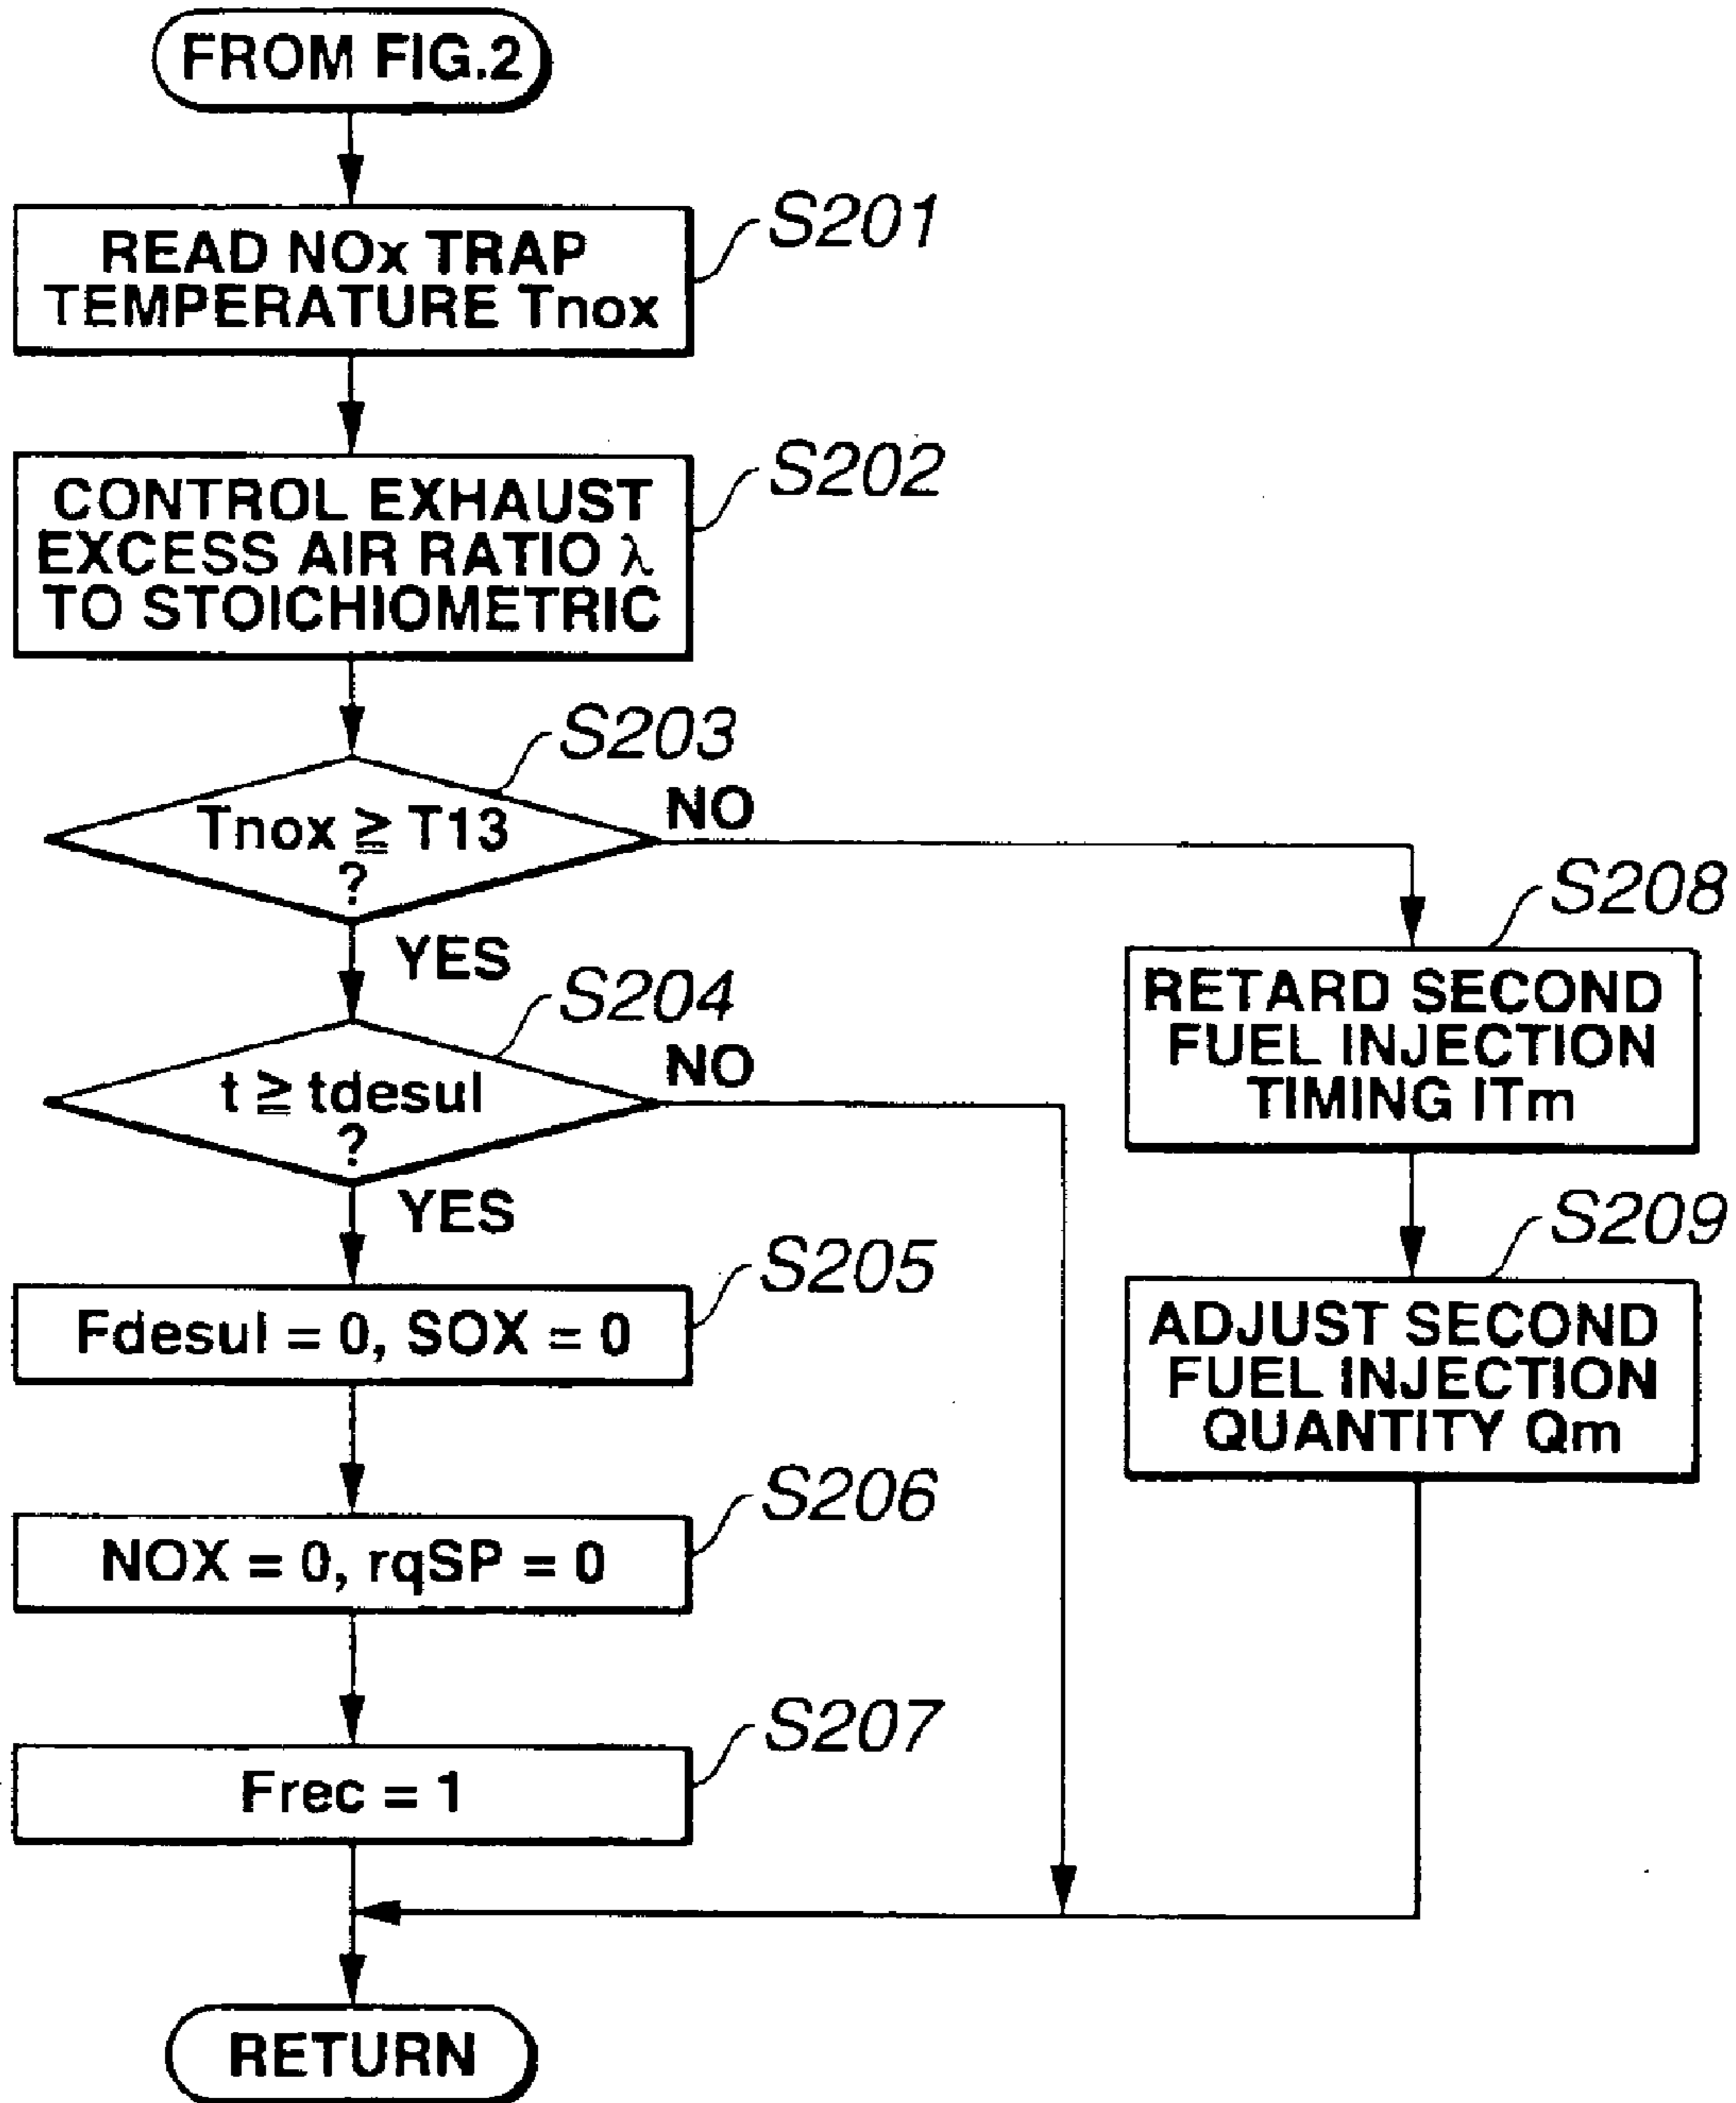 FROM FIG.2
S201
READ NOx TRAP
TEMPERATURE Tnox
S202
CONTROL EXHAUST
EXCESS AIR RATIO λ
TO STOICHIOMETRIC
S203
Tnox ≧ T13
?
NO
YES
S204
t ≧ tdesul
?
NO
YES
S205
Fdesul = 0, SOX = 0
S206
NOX = 0, rqSP = 0
S207
Frec = 1
S208
RETARD SECOND
FUEL INJECTION
TIMING ITm
S209
ADJUST SECOND
FUEL INJECTION
QUANTITY Qm
RETURN